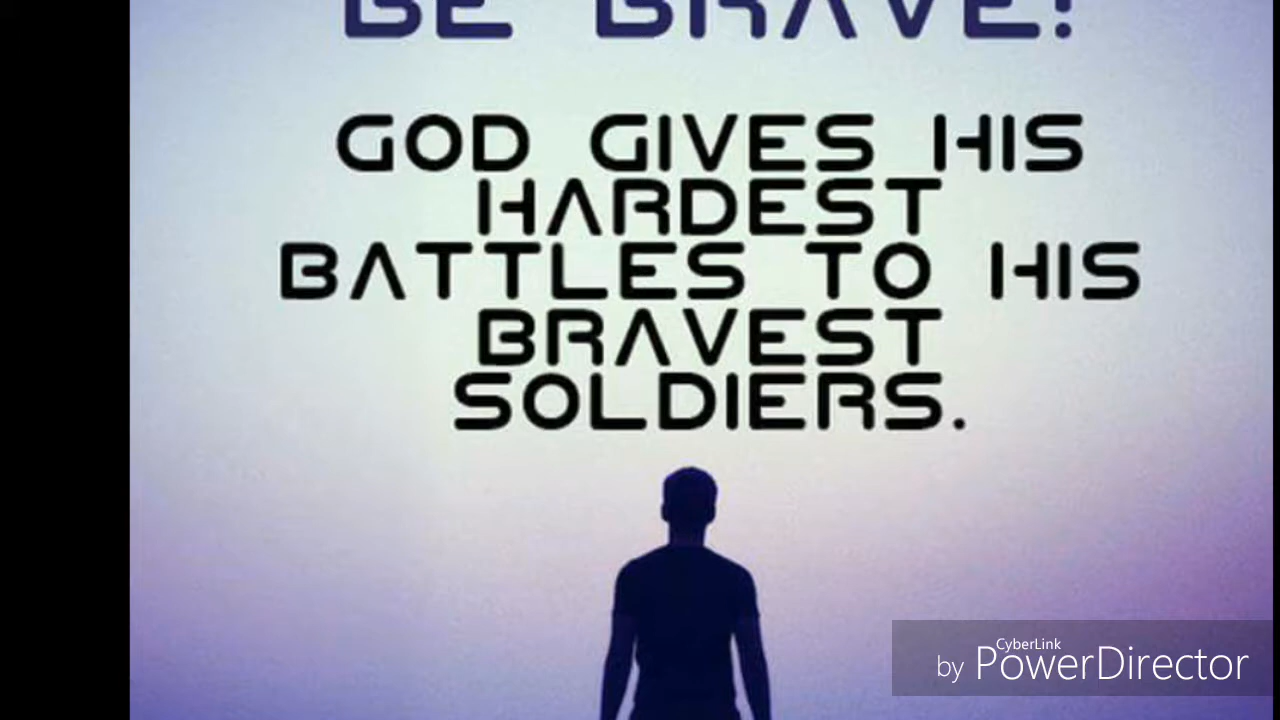 BE BRAVE!
GOD GIVES HIS
HARDEST
BATTLES TO HIS
BRAVEST
SOLDIERS.
CyberLink
by PowerDirector